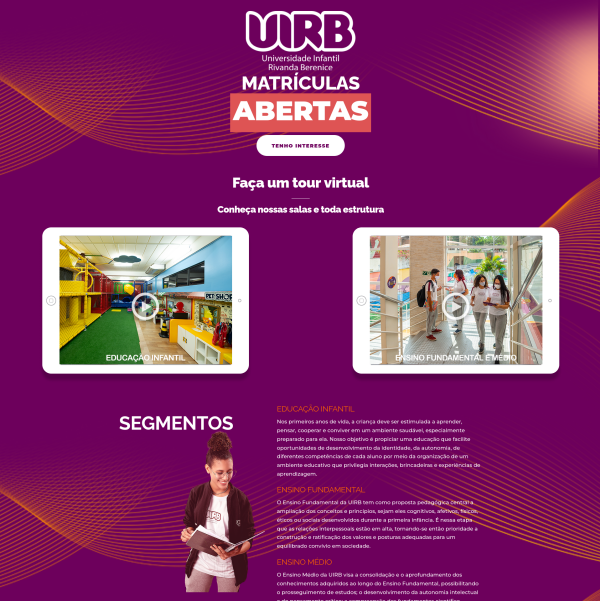 UIRB
Universidade Infantil
Rivanda Berenice
MATRÍCULAS
ABERTAS
TENHO INTERESSE
Faça um tour virtual
Conheça nossas salas e toda estrutura
PET SHOP
EDUCAÇÃO INFANTIL
ENSINO FUNDAMENTAL E MÉDIO
SEGMENTOS
UIRB
EDUCAÇÃO INFANTIL
Nos primeiros anos de vida, a criança deve ser estimulada a aprender,
pensar, cooperar e conviver em um ambiente saudável, especialmente
preparado para ela. Nosso objetivo é propiciar uma educação que facilite
oportunidades de desenvolvimento da identidade, da autonomia, de
diferentes competências de cada aluno por meio da organização de um
ambiente educativo que privilegia interações, brincadeiras e experiências de
aprendizagem.
ENSINO FUNDAMENTAL
O Ensino Fundamental da UIRB tem como proposta pedagógica central a
ampliação dos conceitos e princípios, sejam eles cognitivos, afetivos, físicos,
éticos ou sociais desenvolvidos durante a primeira infância. É nessa etapa
que as relações interpessoais estão em alta, tornando-se então prioridade a
construção e ratificação dos valores e posturas adequadas para um
equilibrado convívio em sociedade.
ENSINO MÉDIO
O Ensino Médio da UIRB visa a consolidação e o aprofundamento dos
conhecimentos adquiridos ao longo do Ensino Fundamental, possibilitando
o prosseguimento de estudos; o desenvolvimento da autonomia intelectual